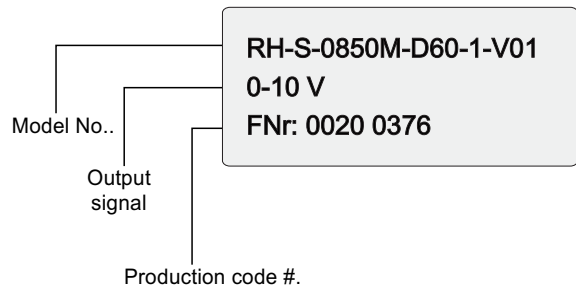 RH-S-0850M-D60-1-V01
0-10 V
FNr: 0020 0376
Model No..
Output
signal
Production code #.